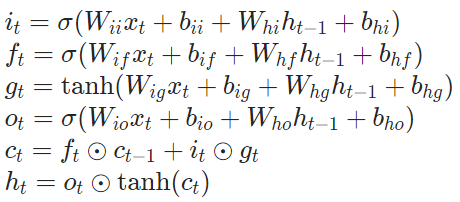 i_t = σ(W_{ii} x_t + b_{ii} + W_{hi} h_{t−1} + b_{hi})
f_t = σ(W_{if} x_t + b_{if} + W_{hf} h_{t−1} + b_{hf})
g_t = tanh(W_{ig} x_t + b_{ig} + W_{hg} h_{t−1} + b_{hg})
o_t = σ(W_{io} x_t + b_{io} + W_{ho} h_{t−1} + b_{ho})
c_t = f_t ⊙ c_{t−1} + i_t ⊙ g_t
h_t = o_t ⊙ tanh(c_t)